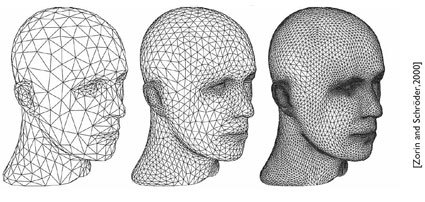 [Zorin and Schröder,2000]